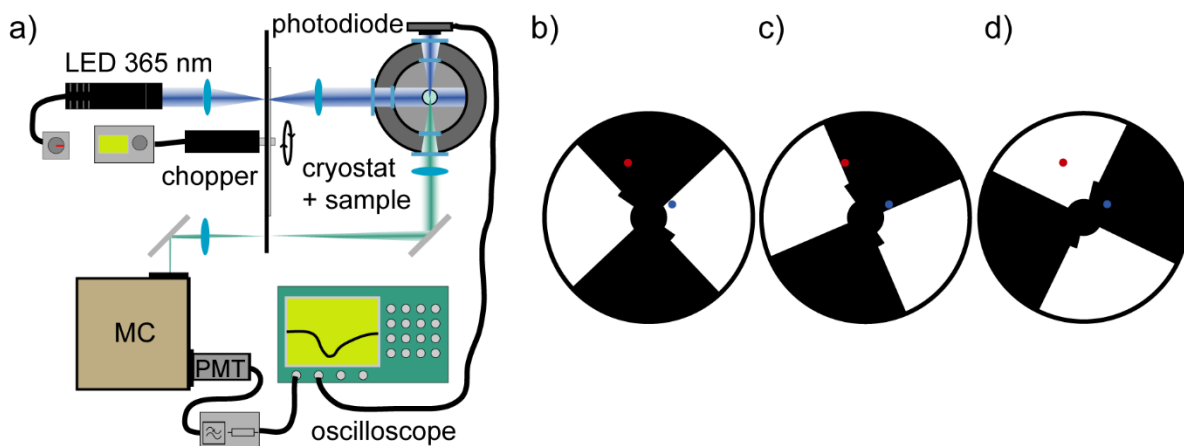 a)
photodiode
b)
c)
d)
LED 365 nm
chopper
cryostat
+ sample
MC
PMT
oscilloscope